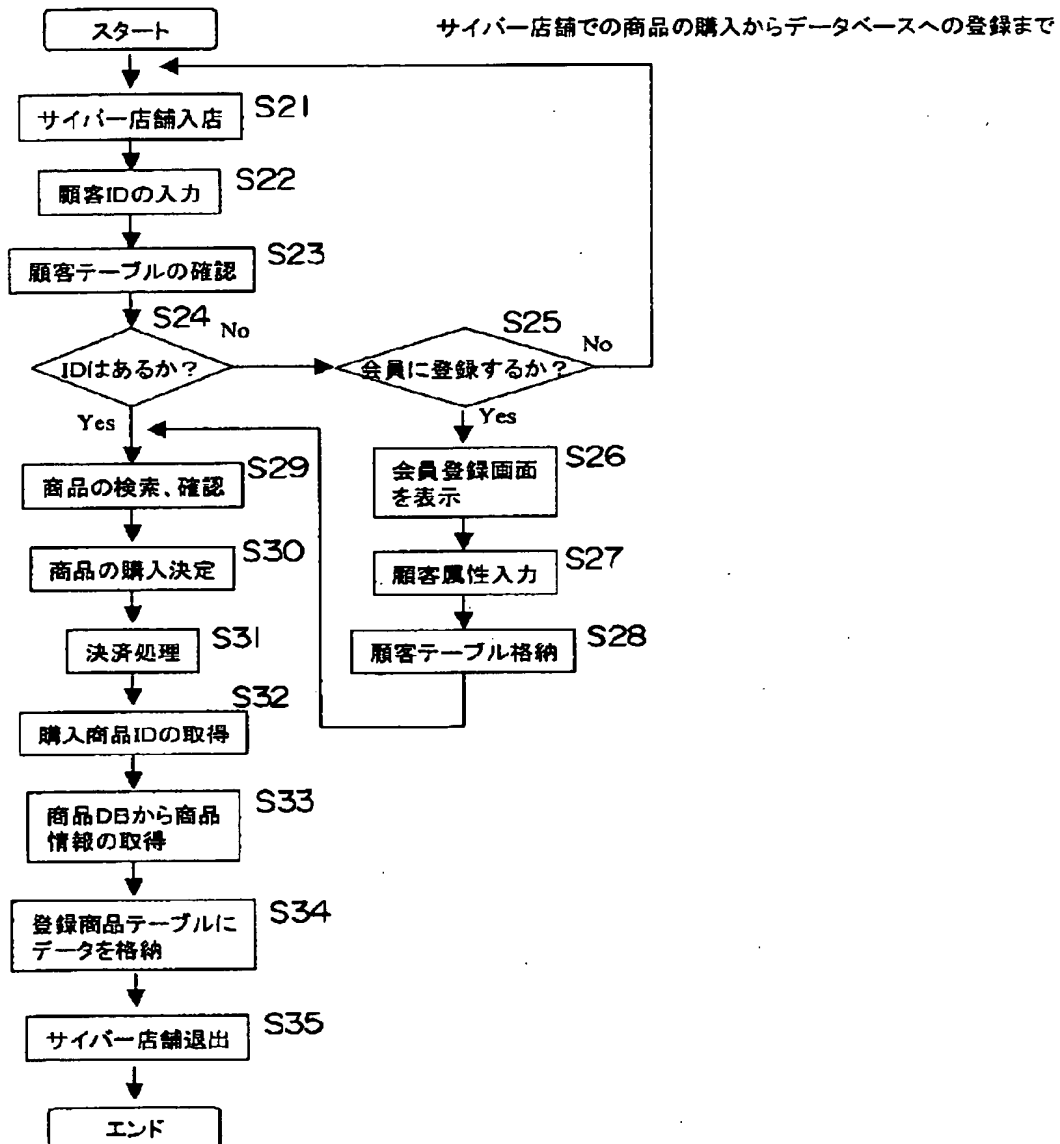 スタート
サイバー店舗での商品の購入からデータベースへの登録まで
サイバー店舗入店
S21
顧客IDの入力
S22
顧客テーブルの確認
S23
S24
IDはあるか?
No
Yes
S25
会員に登録するか?
No
Yes
会員登録画面
を表示
S26
顧客属性入力
S27
顧客テーブル格納
S28
商品の検索、確認
S29
商品の購入決定
S30
決済処理
S31
購入商品IDの取得
S32
商品DBから商品
情報の取得
S33
登録商品テーブルに
データを格納
S34
サイバー店舗退出
S35
エンド